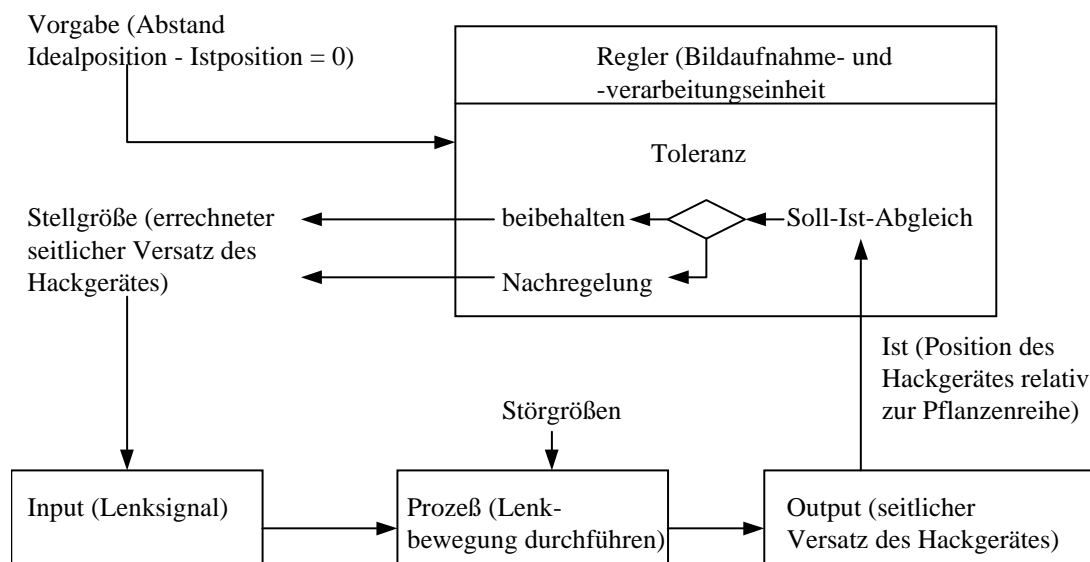 Vorgabe (Abstand
Idealposition - Istposition = 0)
Regler (Bildaufnahme- und
-verarbeitungseinheit
Toleranz
Stellgröße (errechneter
seitlicher Versatz des
Hackgerätes)
beibehalten
Soll-Ist-Abgleich
Nachregelung
Ist (Position des
Hackgerätes relativ
zur Pflanzenreihe)
Störgrößen
Input (Lenksignal)
Prozeß (Lenk-
bewegung durchführen)
Output (seitlicher
Versatz des Hackgerätes)